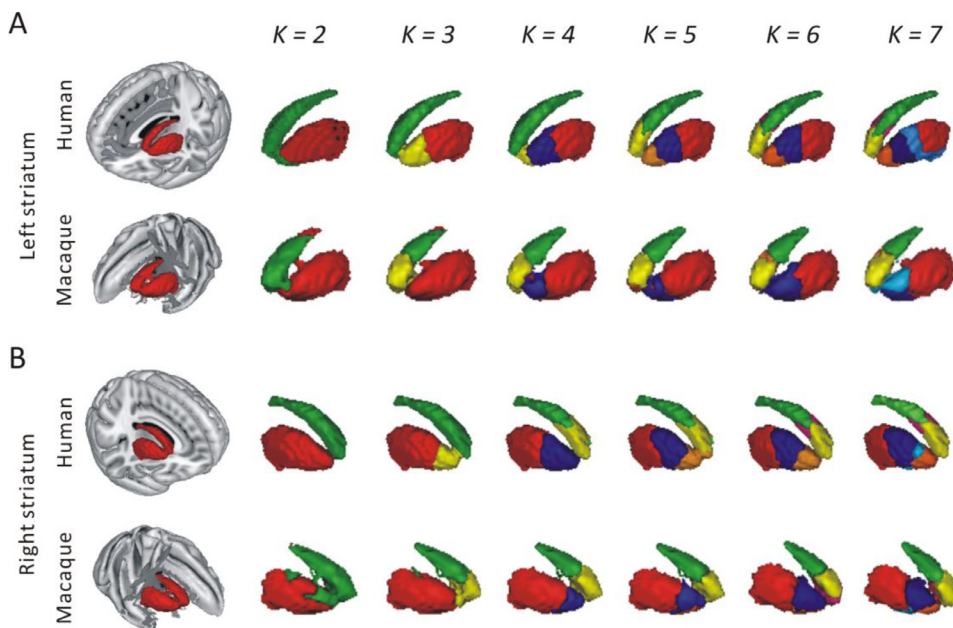 A
K = 2 K = 3 K = 4 K = 5 K = 6 K = 7
Left striatum
Human
Macaque
B
Right striatum
Human
Macaque